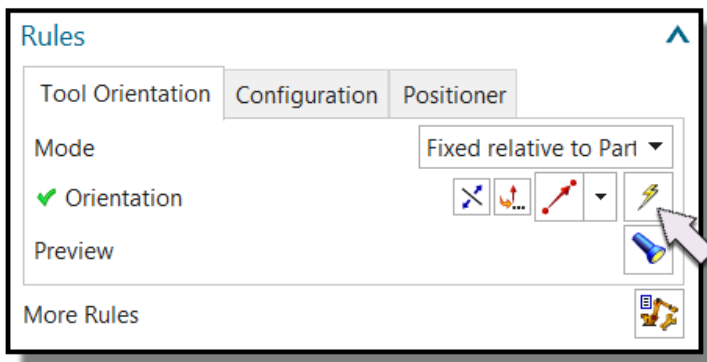 Rules
Tool Orientation Configuration Positioner
Mode Fixed relative to Part
Orientation
Preview
More Rules